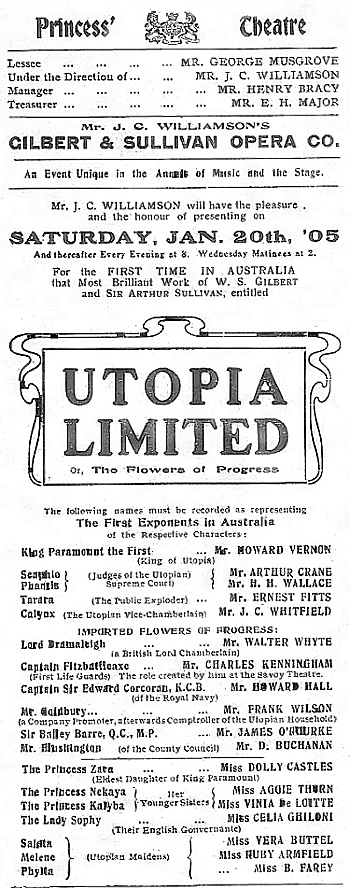 Princess' Theatre
Lessee ... ... ... ... MR. GEORGE MUSGROVE
Under the Direction of ... ... MR. J. C. WILLIAMSON
Manager ... ... ... ... MR. HENRY BRACY
Treasurer ... ... ... ... MR. E. H. MAJOR
Mr. J. C. WILLIAMSON'S
GILBERT & SULLIVAN OPERA CO.
An Event Unique in the Annals of Music and the Stage.
Mr. J. C. WILLIAMSON will have the pleasure
and the honour of presenting on
SATURDAY, JAN. 20th, '05
And thereafter Every Evening at 8. Wednesday Matinees at 2.
For the FIRST TIME IN AUSTRALIA
that Most Brilliant Work of W. S. GILBERT
and SIR ARTHUR SULLIVAN, entitled
UTOPIA
LIMITED
Or, The Flowers of Progress
The following names must be recorded as representing
The First Exponents in Australia
of the Respective Characters:
King Paramount the First ... Mr. HOWARD VERNON
(King of Utopia)
Scaphio } (Judges of the Utopian { Mr. ARTHUR CRANE
Phantis } Supreme Court) { Mr. H. H. WALLACE
Tarara (The Public Exploder) ... Mr. ERNEST FITTS
Calynx (The Utopian Vice-Chamberlain) Mr. J. C. WHITFIELD
IMPORTED FLOWERS OF PROGRESS:
Lord Dramaleigh ... ... Mr. WALTER WHYTE
(a British Lord Chamberlain)
Captain Fitzbattleaxe ... Mr. CHARLES KENNINGHAM
(First Life Guards) The role created by him at the Savoy Theatre.
Captain Sir Edward Corcoran, K.C.B. Mr. HOWARD HALL
(of the Royal Navy)
Mr. Goldbury... ... ... Mr. FRANK WILSON
(a Company Promoter, afterwards Comptroller of the Utopian Household)
Sir Bailey Barre, Q.C., M.P. ... Mr. JAMES O'ROURKE
Mr. Blushington (of the County Council) Mr. D. BUCHANAN
The Princess Zara ... ... Miss DOLLY CASTLES
(Eldest Daughter of King Paramount)
The Princess Nekaya } Her { Miss AGGIE THORN
The Princess Kalyba } Younger Sisters { Miss VINIA De LOITTE
The Lady Sophy ... ... Miss CELIA GHILONI
(Their English Gouvernante)
Salata } { Miss VERA BUTTEL
Melene } (Utopian Maidens) { Miss RUBY ARMFIELD
Phylla } { ... Miss B. FAREY